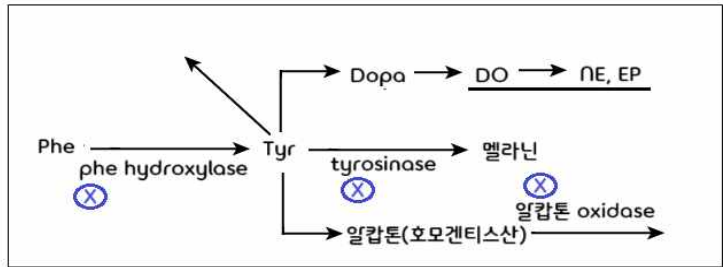 Dopa DO NE, EP
Phe phe hydroxylase Tyr tyrosinase 멜라닌
X X X
알캅톤 oxidase
알캅톤(호모겐티스산)